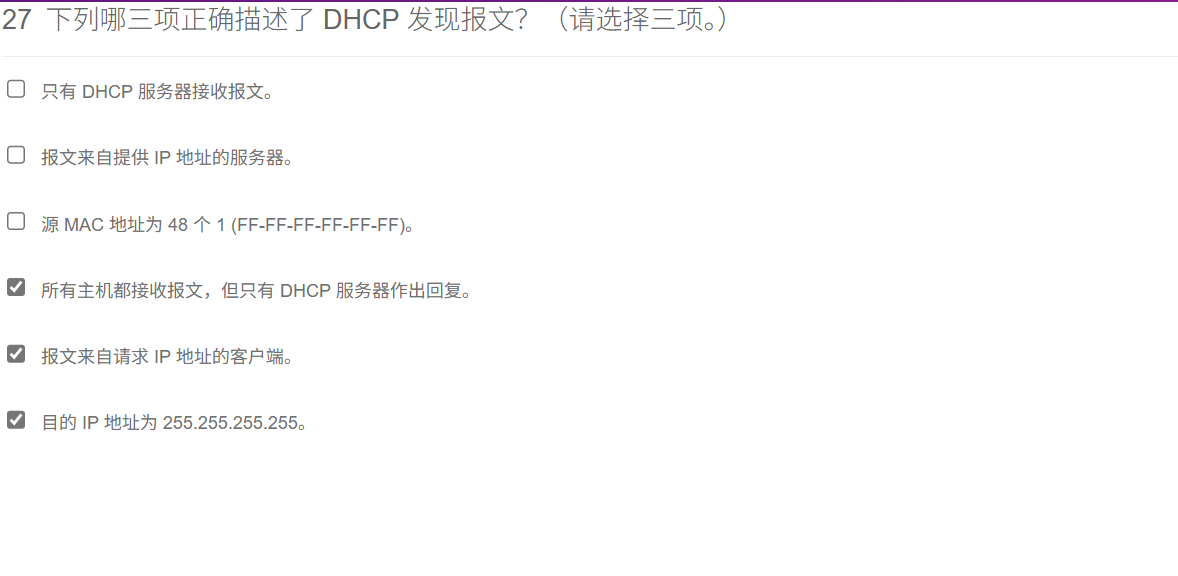 27 下列哪三项正确描述了 DHCP 发现报文？（请选择三项。）
只有 DHCP 服务器接收报文。
报文来自提供 IP 地址的服务器。
源 MAC 地址为 48 个 1 (FF-FF-FF-FF-FF-FF)。
所有主机都接收报文，但只有 DHCP 服务器作出回复。
报文来自请求 IP 地址的客户端。
目的 IP 地址为 255.255.255.255。